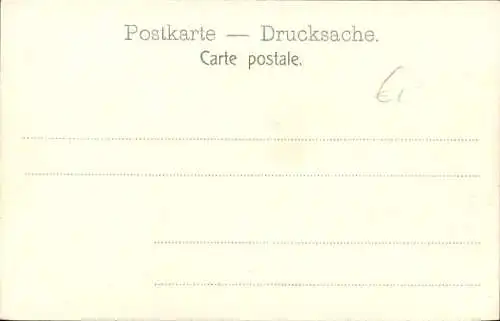 Postkarte — Drucksache.
Carte postale.